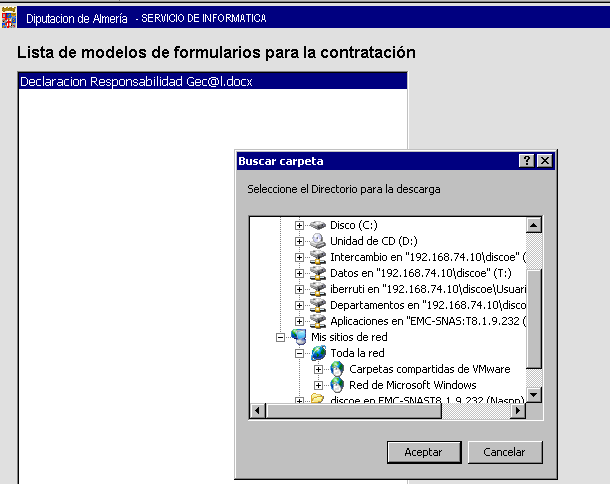 Diputacion de Almería - SERVICIO DE INFORMATICA
Lista de modelos de formularios para la contratación
Declaracion Responsabilidad Gec@l.docx
Buscar carpeta
Seleccione el Directorio para la descarga
Disco (C:)
Unidad de CD (D:)
Intercambio en "192.168.74.10\discoe" (
Datos en "192.168.74.10\discoe" (T:)
iberruti en "192.168.74.10\discoe\Usuari
Departamentos en "192.168.74.10\disco
Aplicaciones en "EMC-SNAS:T8.1.9.232 (
Mis sitios de red
Toda la red
Carpetas compartidas de VMware
Red de Microsoft Windows
discoe en EMC-SNAST8.1.9.232 (Naspp)
Aceptar
Cancelar